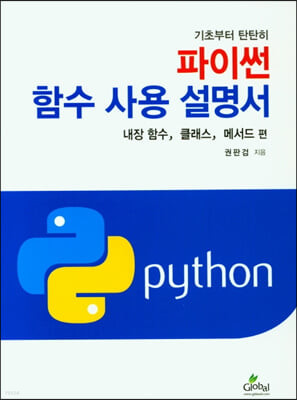 기초부터 탄탄히
파이썬
함수 사용 설명서
내장 함수, 클래스, 메서드 편
권판검 지음
python
Global